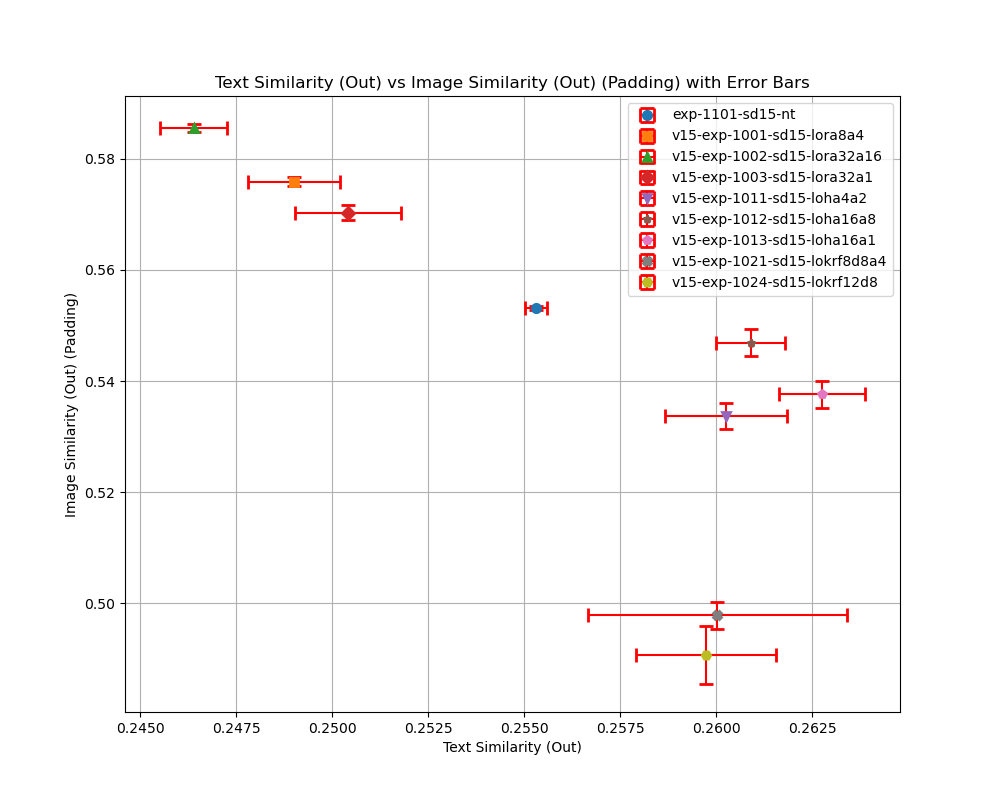 Text Similarity (Out) vs Image Similarity (Out) (Padding) with Error Bars
exp-1101-sd15-nt
v15-exp-1001-sd15-lora8a4
v15-exp-1002-sd15-lora32a16
v15-exp-1003-sd15-lora32a1
v15-exp-1011-sd15-loha4a2
v15-exp-1012-sd15-loha16a8
v15-exp-1013-sd15-loha16a1
v15-exp-1021-sd15-lokrf8d8a4
v15-exp-1024-sd15-lokrf12d8
Image Similarity (Out) (Padding)
0.58
0.56
0.54
0.52
0.50
0.2450 0.2475 0.2500 0.2525 0.2550 0.2575 0.2600 0.2625
Text Similarity (Out)